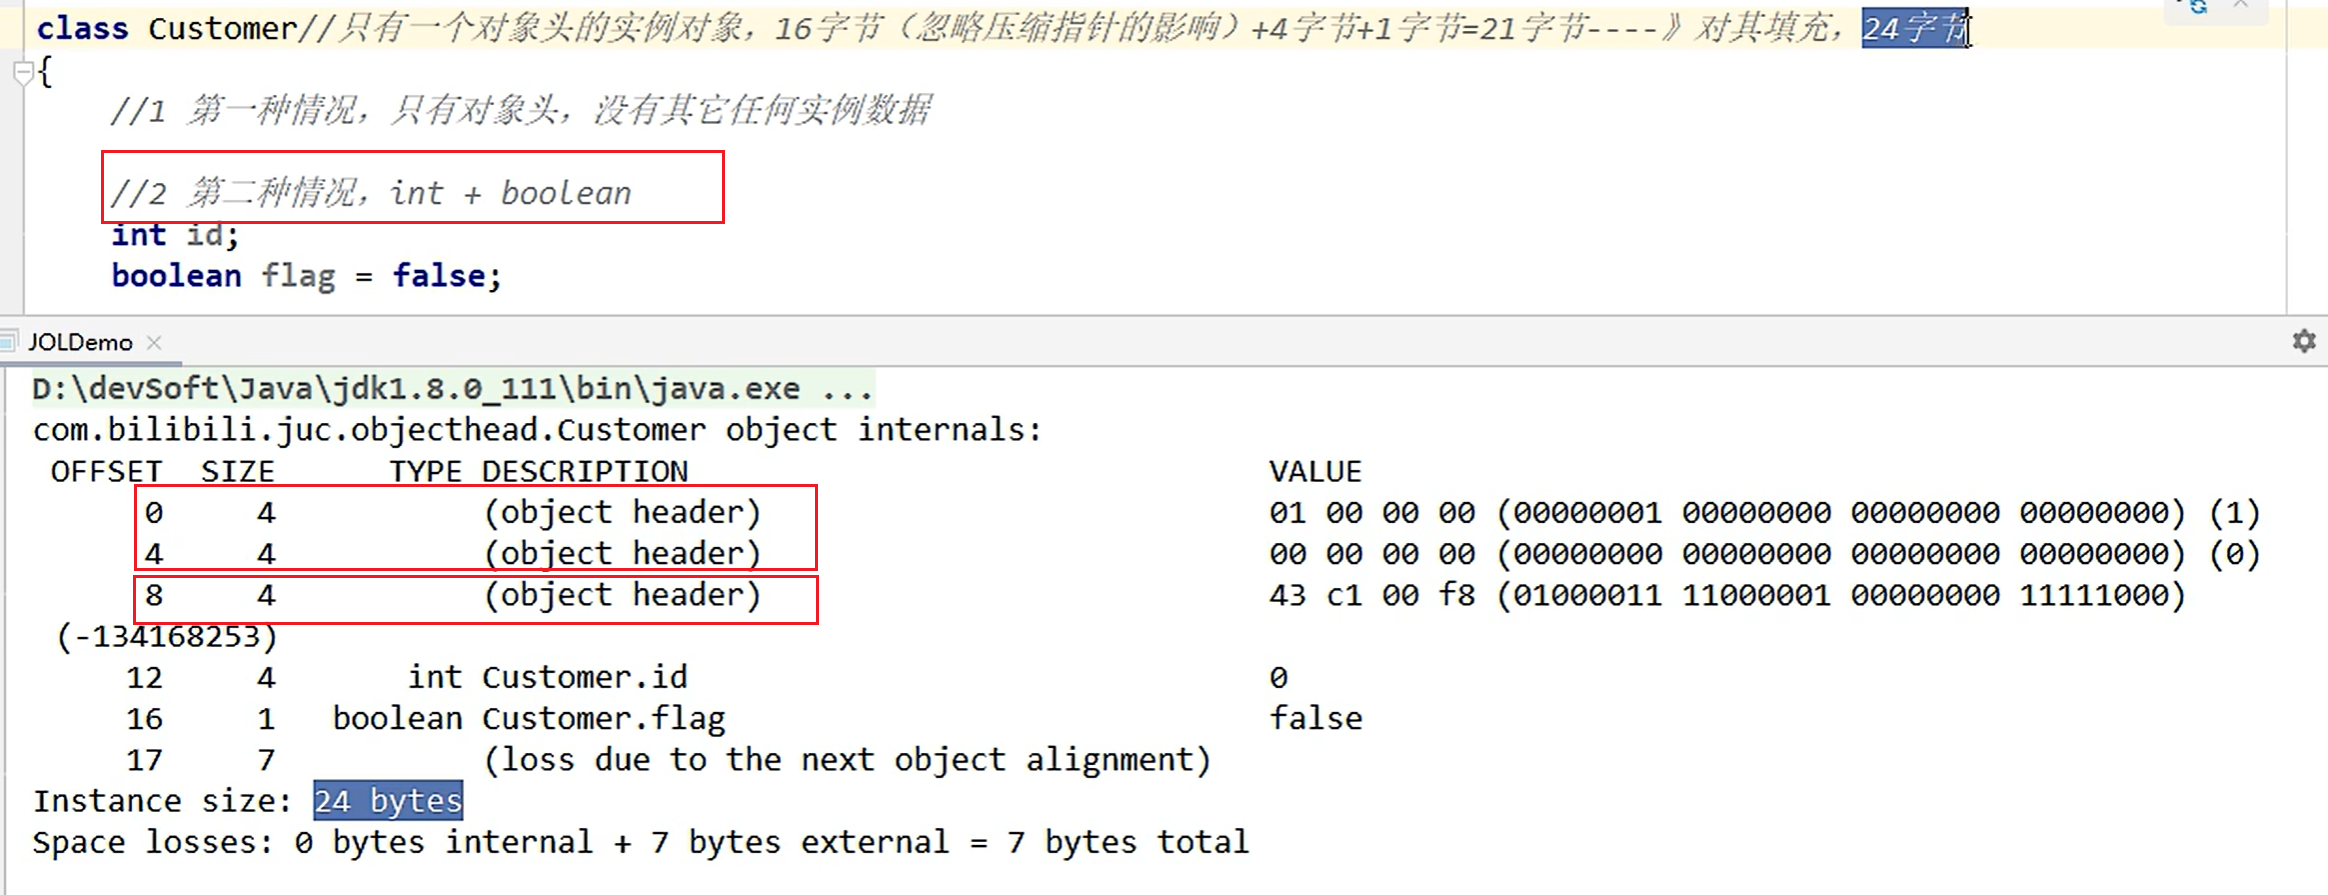 class Customer//只有一个对象头的实例对象，16字节（忽略压缩指针的影响）+4字节+1字节=21字节----》对其填充，24字节
{
//1 第一种情况，只有对象头，没有其它任何实例数据
//2 第二种情况，int + boolean
int id;
boolean flag = false;
JOLDemo
D:\devSoft\Java\jdk1.8.0_111\bin\java.exe ...
com.bilibili.juc.objecthead.Customer object internals:
OFFSET SIZE TYPE DESCRIPTION VALUE
0 4 (object header) 01 00 00 00 (00000001 00000000 00000000 00000000) (1)
4 4 (object header) 00 00 00 00 (00000000 00000000 00000000 00000000) (0)
8 4 (object header) 43 c1 00 f8 (01000011 11000001 00000000 11111000)
(-134168253)
12 4 int Customer.id 0
16 1 boolean Customer.flag false
17 7 (loss due to the next object alignment)
Instance size: 24 bytes
Space losses: 0 bytes internal + 7 bytes external = 7 bytes total